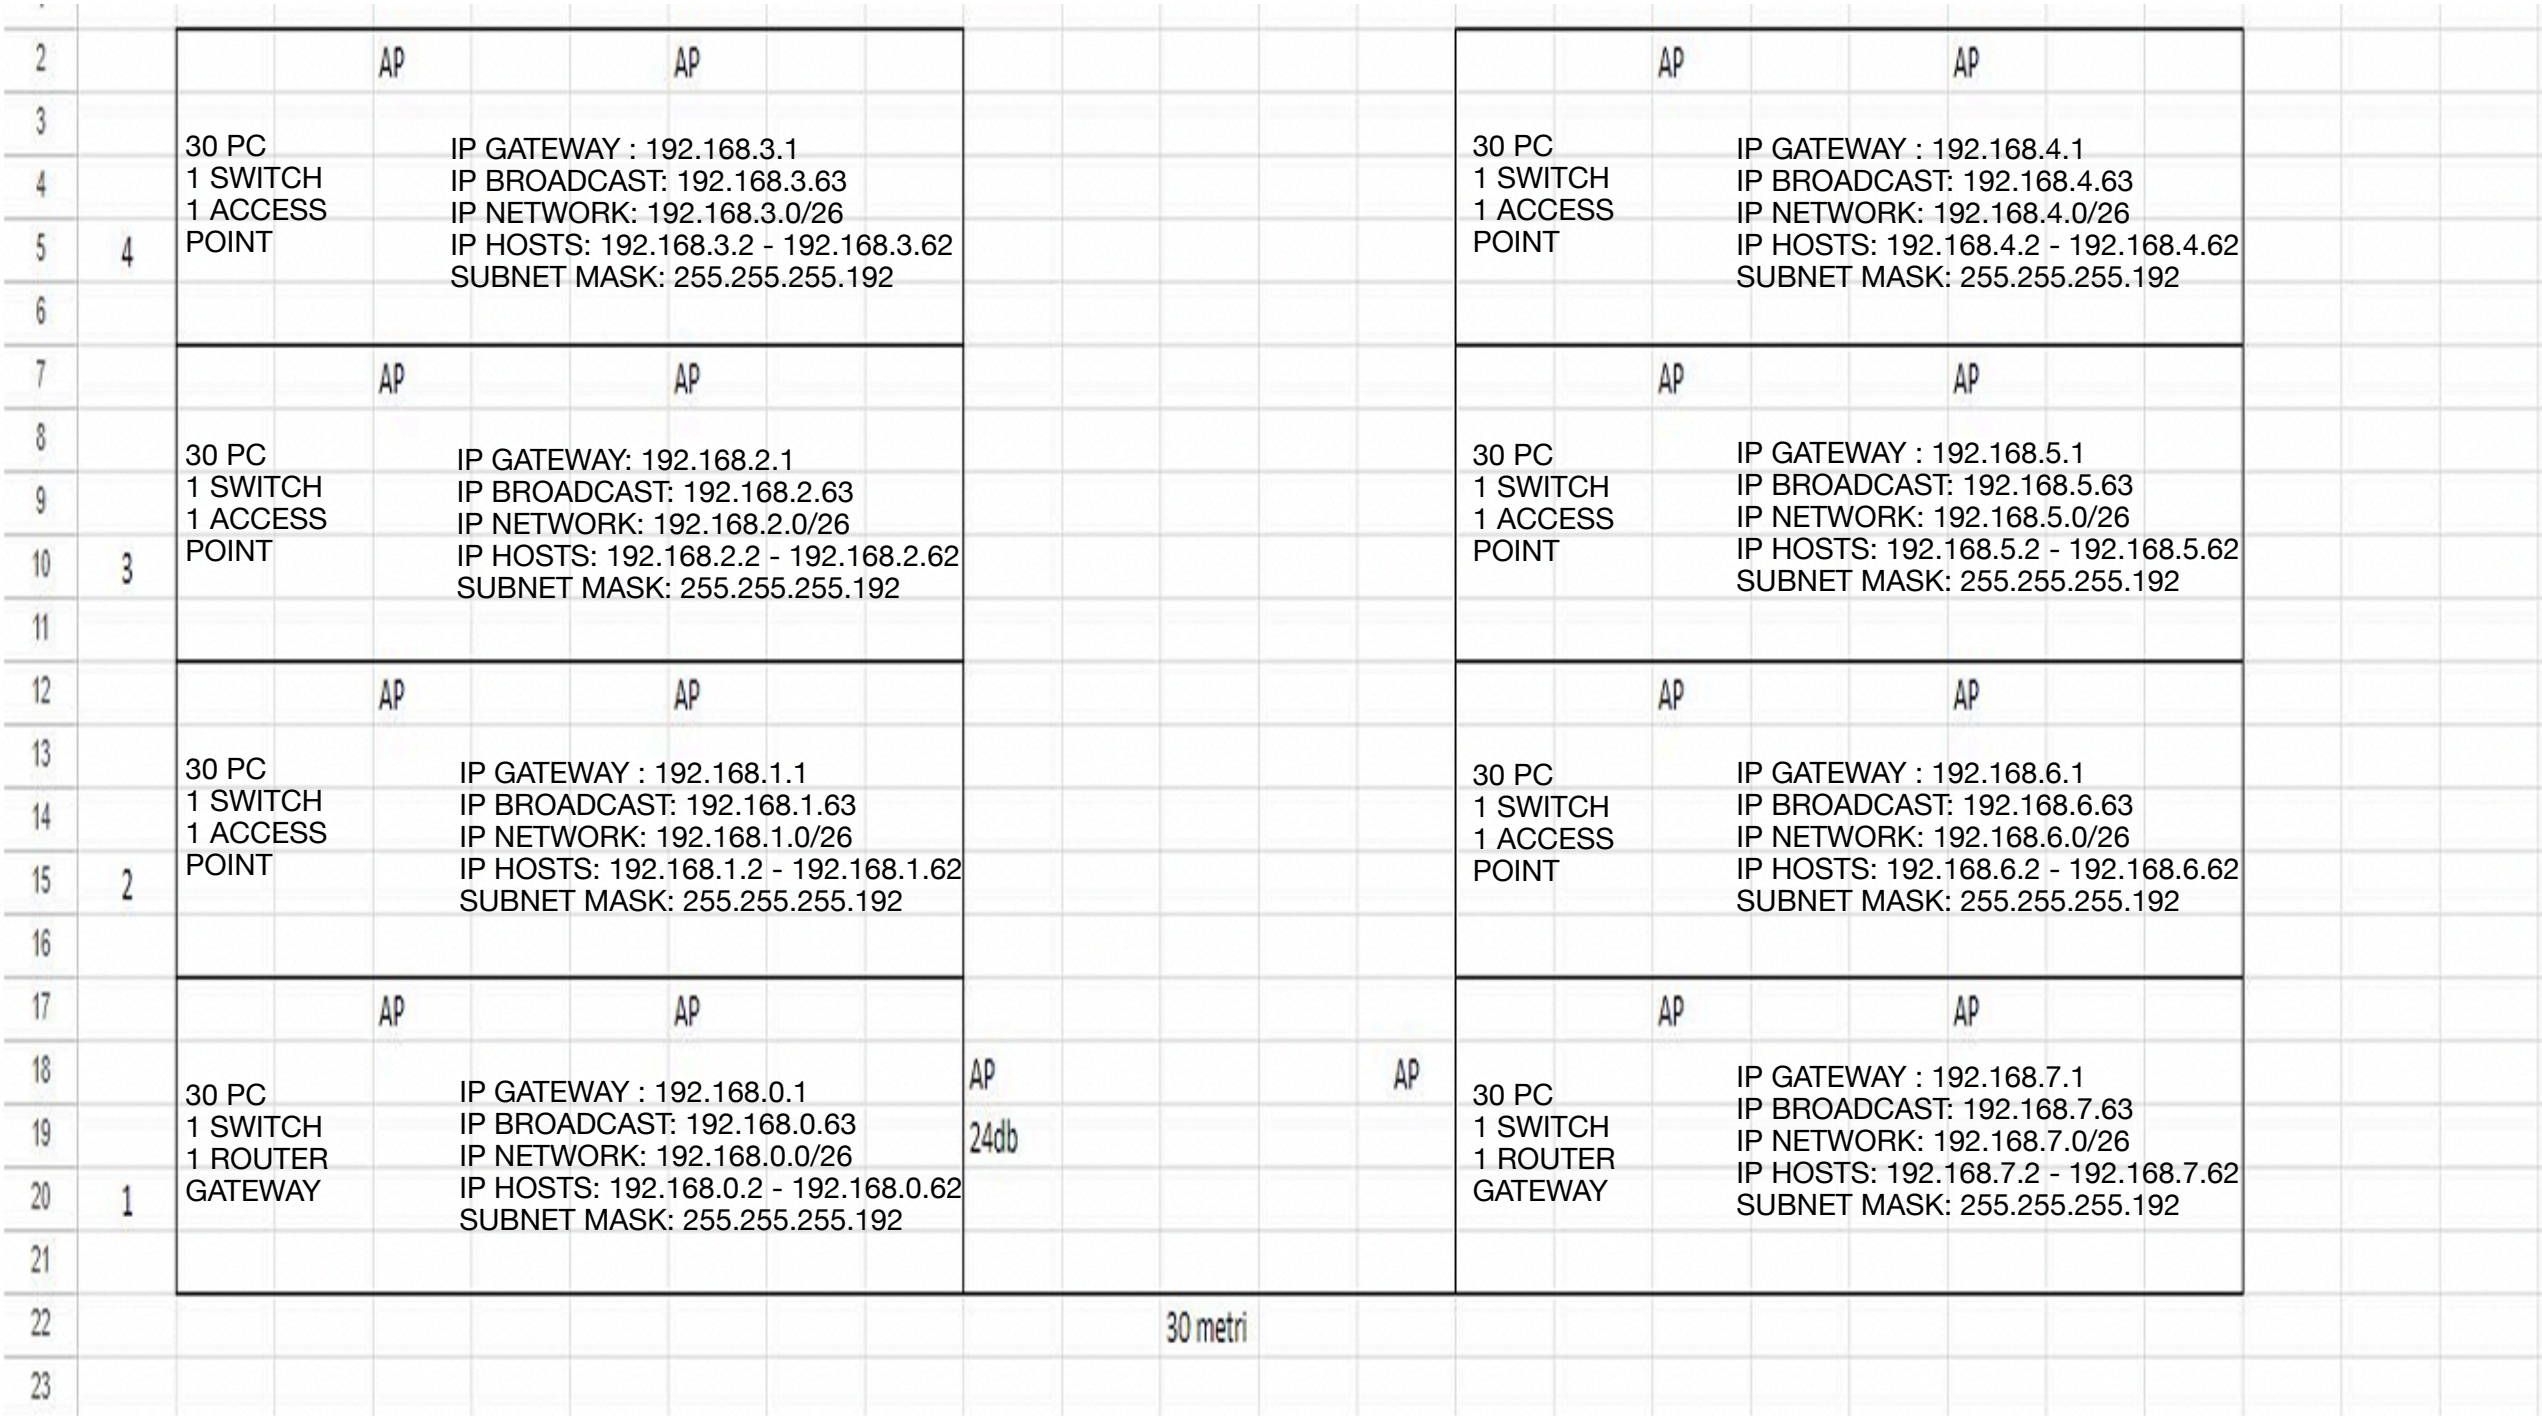 2
AP AP
AP AP
3
4
5
6
4
30 PC
1 SWITCH
1 ACCESS
POINT
IP GATEWAY : 192.168.3.1
IP BROADCAST: 192.168.3.63
IP NETWORK: 192.168.3.0/26
IP HOSTS: 192.168.3.2 - 192.168.3.62
SUBNET MASK: 255.255.255.192
30 PC
1 SWITCH
1 ACCESS
POINT
IP GATEWAY : 192.168.4.1
IP BROADCAST: 192.168.4.63
IP NETWORK: 192.168.4.0/26
IP HOSTS: 192.168.4.2 - 192.168.4.62
SUBNET MASK: 255.255.255.192
7
AP AP
AP AP
8
9
10
11
3
30 PC
1 SWITCH
1 ACCESS
POINT
IP GATEWAY: 192.168.2.1
IP BROADCAST: 192.168.2.63
IP NETWORK: 192.168.2.0/26
IP HOSTS: 192.168.2.2 - 192.168.2.62
SUBNET MASK: 255.255.255.192
30 PC
1 SWITCH
1 ACCESS
POINT
IP GATEWAY : 192.168.5.1
IP BROADCAST: 192.168.5.63
IP NETWORK: 192.168.5.0/26
IP HOSTS: 192.168.5.2 - 192.168.5.62
SUBNET MASK: 255.255.255.192
12
AP AP
AP AP
13
14
15
16
2
30 PC
1 SWITCH
1 ACCESS
POINT
IP GATEWAY : 192.168.1.1
IP BROADCAST: 192.168.1.63
IP NETWORK: 192.168.1.0/26
IP HOSTS: 192.168.1.2 - 192.168.1.62
SUBNET MASK: 255.255.255.192
30 PC
1 SWITCH
1 ACCESS
POINT
IP GATEWAY : 192.168.6.1
IP BROADCAST: 192.168.6.63
IP NETWORK: 192.168.6.0/26
IP HOSTS: 192.168.6.2 - 192.168.6.62
SUBNET MASK: 255.255.255.192
17
AP AP
AP AP
18
19
20
21
1
30 PC
1 SWITCH
1 ROUTER
GATEWAY
IP GATEWAY : 192.168.0.1
IP BROADCAST: 192.168.0.63
IP NETWORK: 192.168.0.0/26
IP HOSTS: 192.168.0.2 - 192.168.0.62
SUBNET MASK: 255.255.255.192
AP AP
24db
30 PC
1 SWITCH
1 ROUTER
GATEWAY
IP GATEWAY : 192.168.7.1
IP BROADCAST: 192.168.7.63
IP NETWORK: 192.168.7.0/26
IP HOSTS: 192.168.7.2 - 192.168.7.62
SUBNET MASK: 255.255.255.192
22
30 metri
23